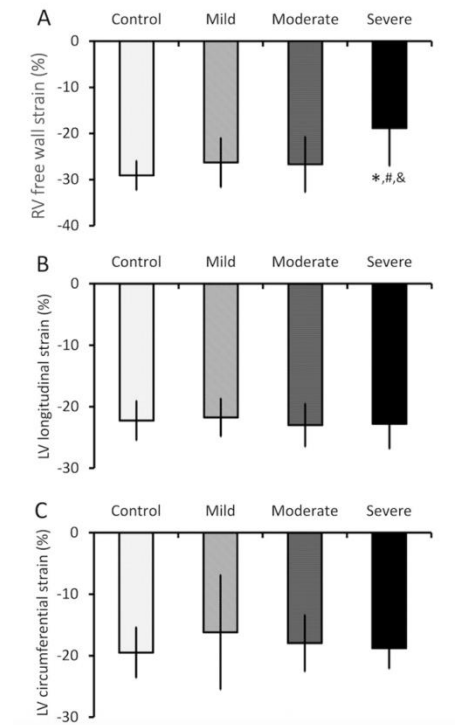 A
Control Mild Moderate Severe
RV free wall strain (%)
0
-10
-20
-30
-40
*,#,&
B
Control Mild Moderate Severe
LV longitudinal strain (%)
0
-10
-20
-30
C
Control Mild Moderate Severe
LV circumferential strain (%)
0
-10
-20
-30